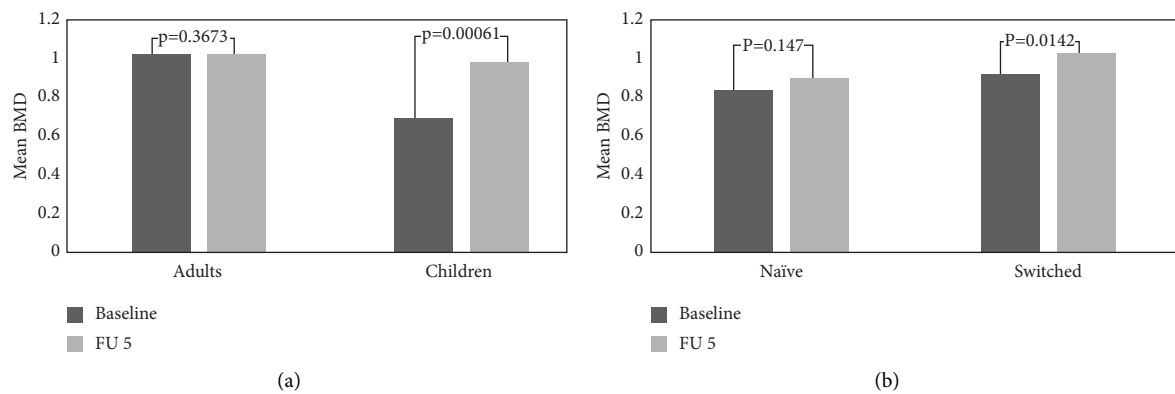 1.2
1
0.8
0.6
0.4
0.2
0
Mean BMD
p=0.3673
p=0.00061
Adults
Children
Baseline
FU 5
(a)
1.2
1
0.8
0.6
0.4
0.2
0
Mean BMD
P=0.147
P=0.0142
Naïve
Switched
Baseline
FU 5
(b)